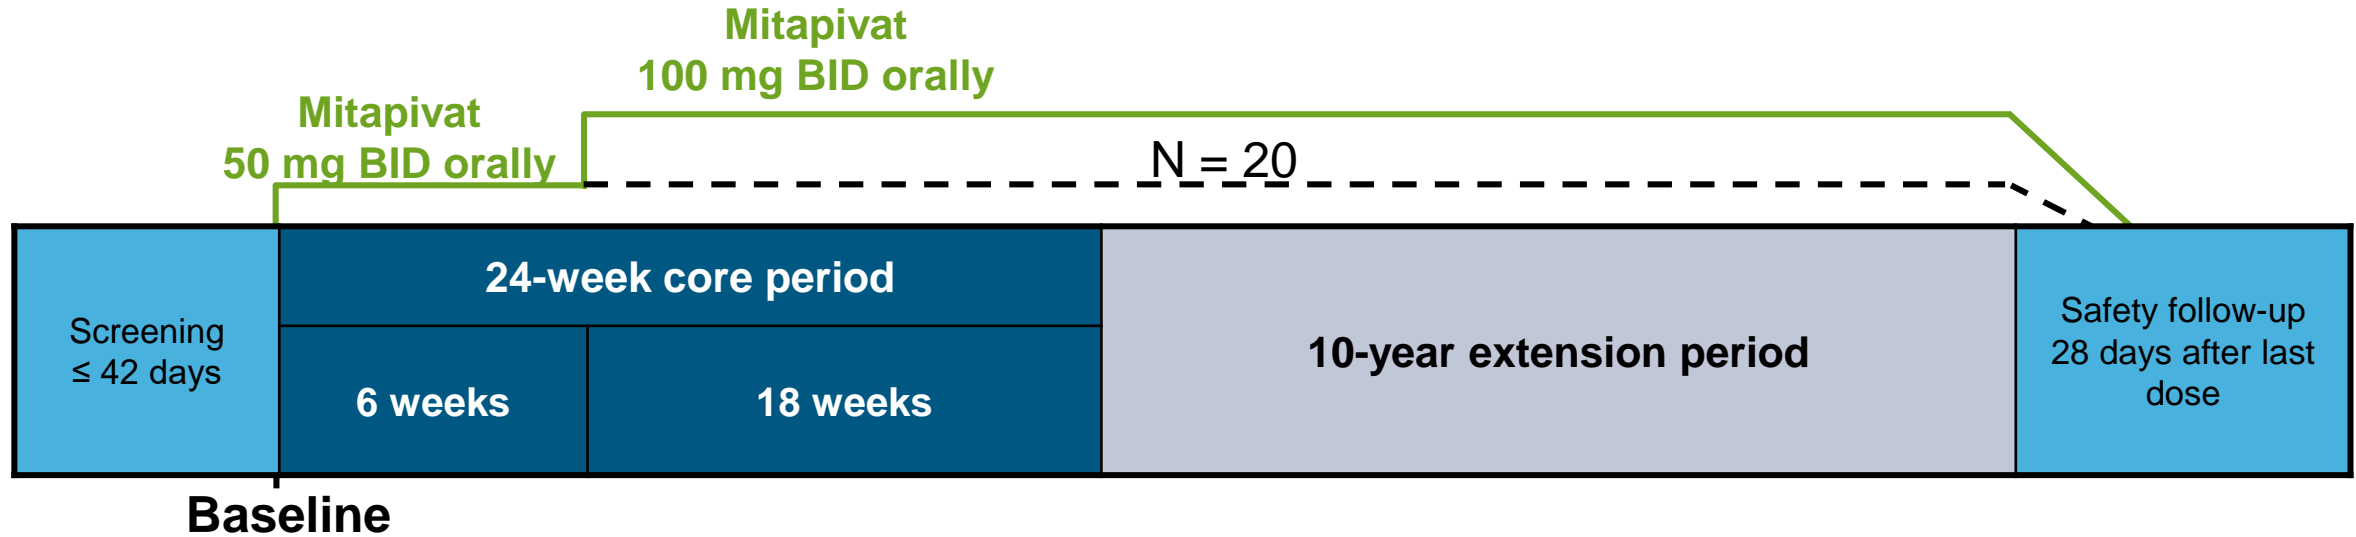 Mitapivat
100 mg BID orally
Mitapivat
50 mg BID orally
N = 20
Screening
≤ 42 days
24-week core period
6 weeks
18 weeks
10-year extension period
Safety follow-up
28 days after last
dose
Baseline